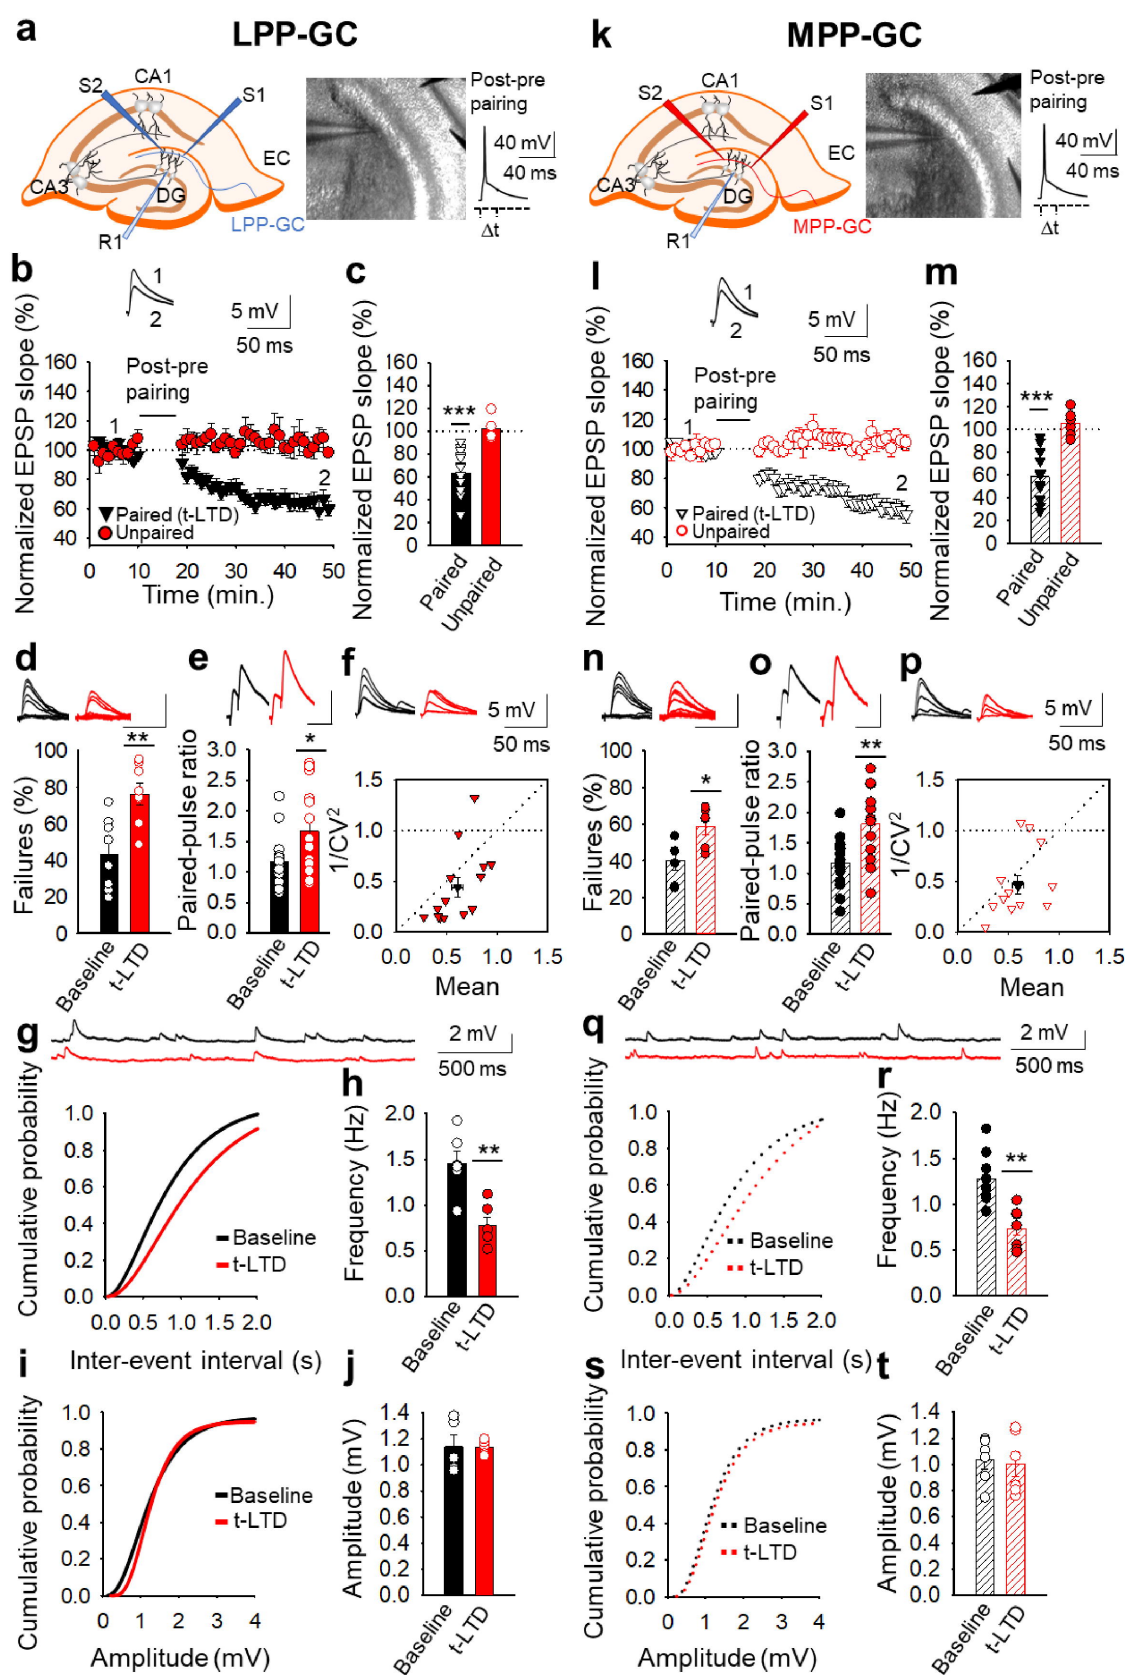 a LPP-GC
S2 CA1 S1
EC
CA3 DG
LPP-GC
R1
Post-pre
pairing
40 mV
40 ms
Δt
k MPP-GC
S2 CA1 S1
EC
CA3 DG
MPP-GC
R1
Post-pre
pairing
40 mV
40 ms
Δt
b
Normalized EPSP slope (%)
1
2
5 mV
50 ms
Post-pre
pairing
160
140
120
100
80
60
40
1
2
Paired (t-LTD)
Unpaired
0 10 20 30 40 50
Time (min.)
c
Normalized EPSP slope (%)
160
140
120
100
80
60
40
20
0
***
Paired
Unpaired
l
Normalized EPSP slope (%)
1
2
5 mV
50 ms
Post-pre
pairing
160
140
120
100
80
60
40
1
2
Paired (t-LTD)
Unpaired
0 10 20 30 40 50
Time (min.)
m
Normalized EPSP slope (%)
160
140
120
100
80
60
40
20
0
***
Paired
Unpaired
d
Failures (%)
100
80
60
40
20
0
**
Baseline
t-LTD
e
Paired-pulse ratio
3.0
2.5
2.0
1.5
1.0
0.5
0.0
*
Baseline
t-LTD
f
5 mV
50 ms
1/CV2
1.5
1.0
0.5
0.0
0.0 0.5 1.0 1.5
Mean
n
Failures (%)
100
80
60
40
20
0
*
Baseline
t-LTD
o
Paired-pulse ratio
3.0
2.5
2.0
1.5
1.0
0.5
0.0
**
Baseline
t-LTD
p
5 mV
50 ms
1/CV2
1.5
1.0
0.5
0.0
0.0 0.5 1.0 1.5
Mean
g
2 mV
500 ms
Cumulative probability
1.0
0.8
0.6
0.4
0.2
0.0
Baseline
t-LTD
0.0 0.5 1.0 1.5 2.0
Inter-event interval (s)
h
Frequency (Hz)
2.0
1.5
1.0
0.5
0.0
**
Baseline
t-LTD
q
2 mV
500 ms
Cumulative probability
1.0
0.8
0.6
0.4
0.2
0.0
Baseline
t-LTD
0.0 0.5 1.0 1.5 2.0
Inter-event interval (s)
r
Frequency (Hz)
2.0
1.5
1.0
0.5
0.0
**
Baseline
t-LTD
i
Cumulative probability
1.0
0.8
0.6
0.4
0.2
0.0
Baseline
t-LTD
0 1 2 3 4
Amplitude (mV)
j
Amplitude (mV)
1.4
1.2
1.0
0.8
0.6
0.4
0.2
0.0
Baseline
t-LTD
s
Cumulative probability
1.0
0.8
0.6
0.4
0.2
0.0
Baseline
t-LTD
0 1 2 3 4
Amplitude (mV)
t
Amplitude (mV)
1.4
1.2
1.0
0.8
0.6
0.4
0.2
0.0
Baseline
t-LTD